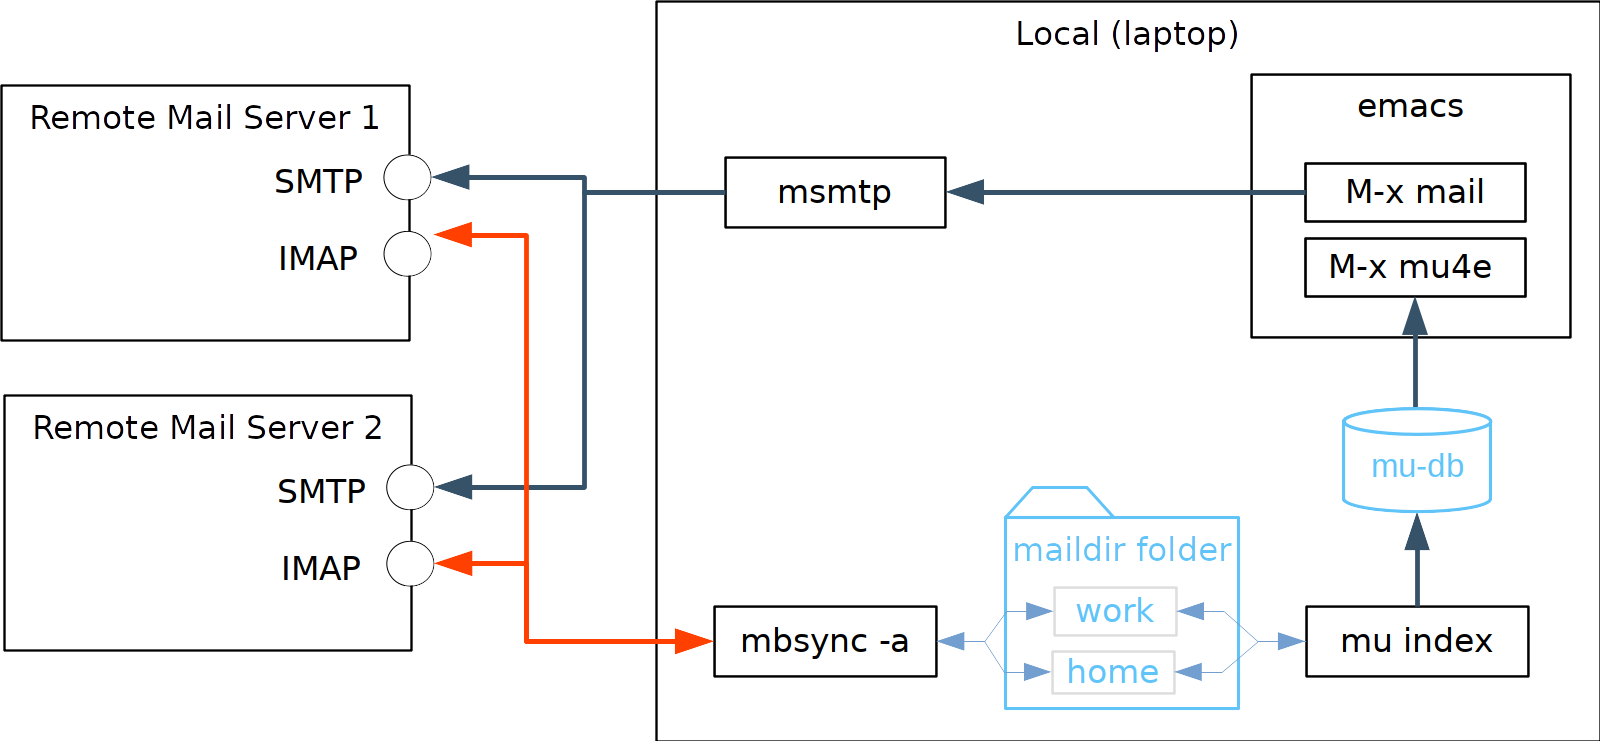 Local (laptop)
Remote Mail Server 1
SMTP
IMAP
Remote Mail Server 2
SMTP
IMAP
msmtp
emacs
M-x mail
M-x mu4e
mu-db
maildir folder
work
home
mbsync -a
mu index